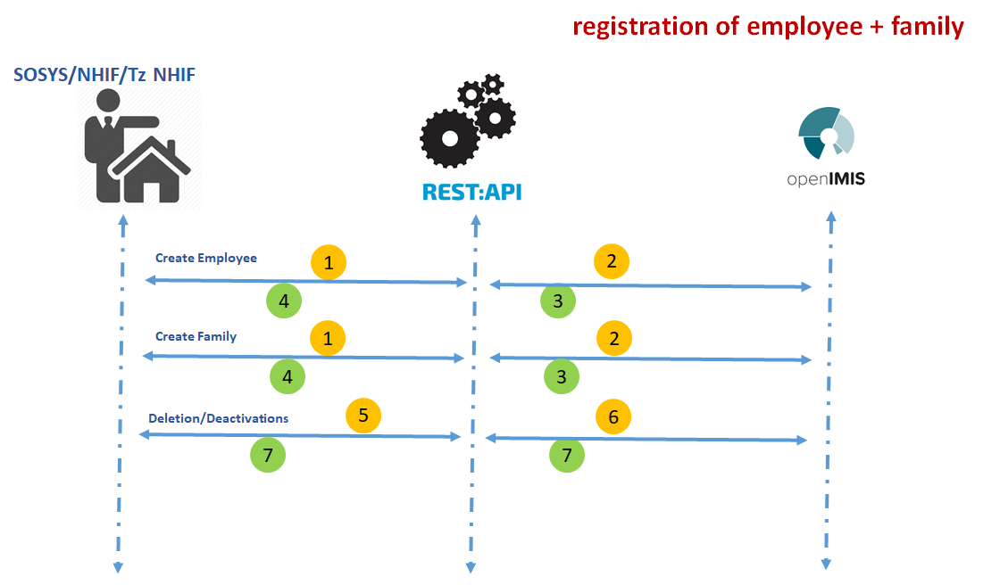 registration of employee + family
SOSYS/NHIF/Tz NHIF
REST:API
openIMIS
Create Employee
1
2
4
3
Create Family
1
2
4
3
Deletion/Deactivations
5
6
7
7